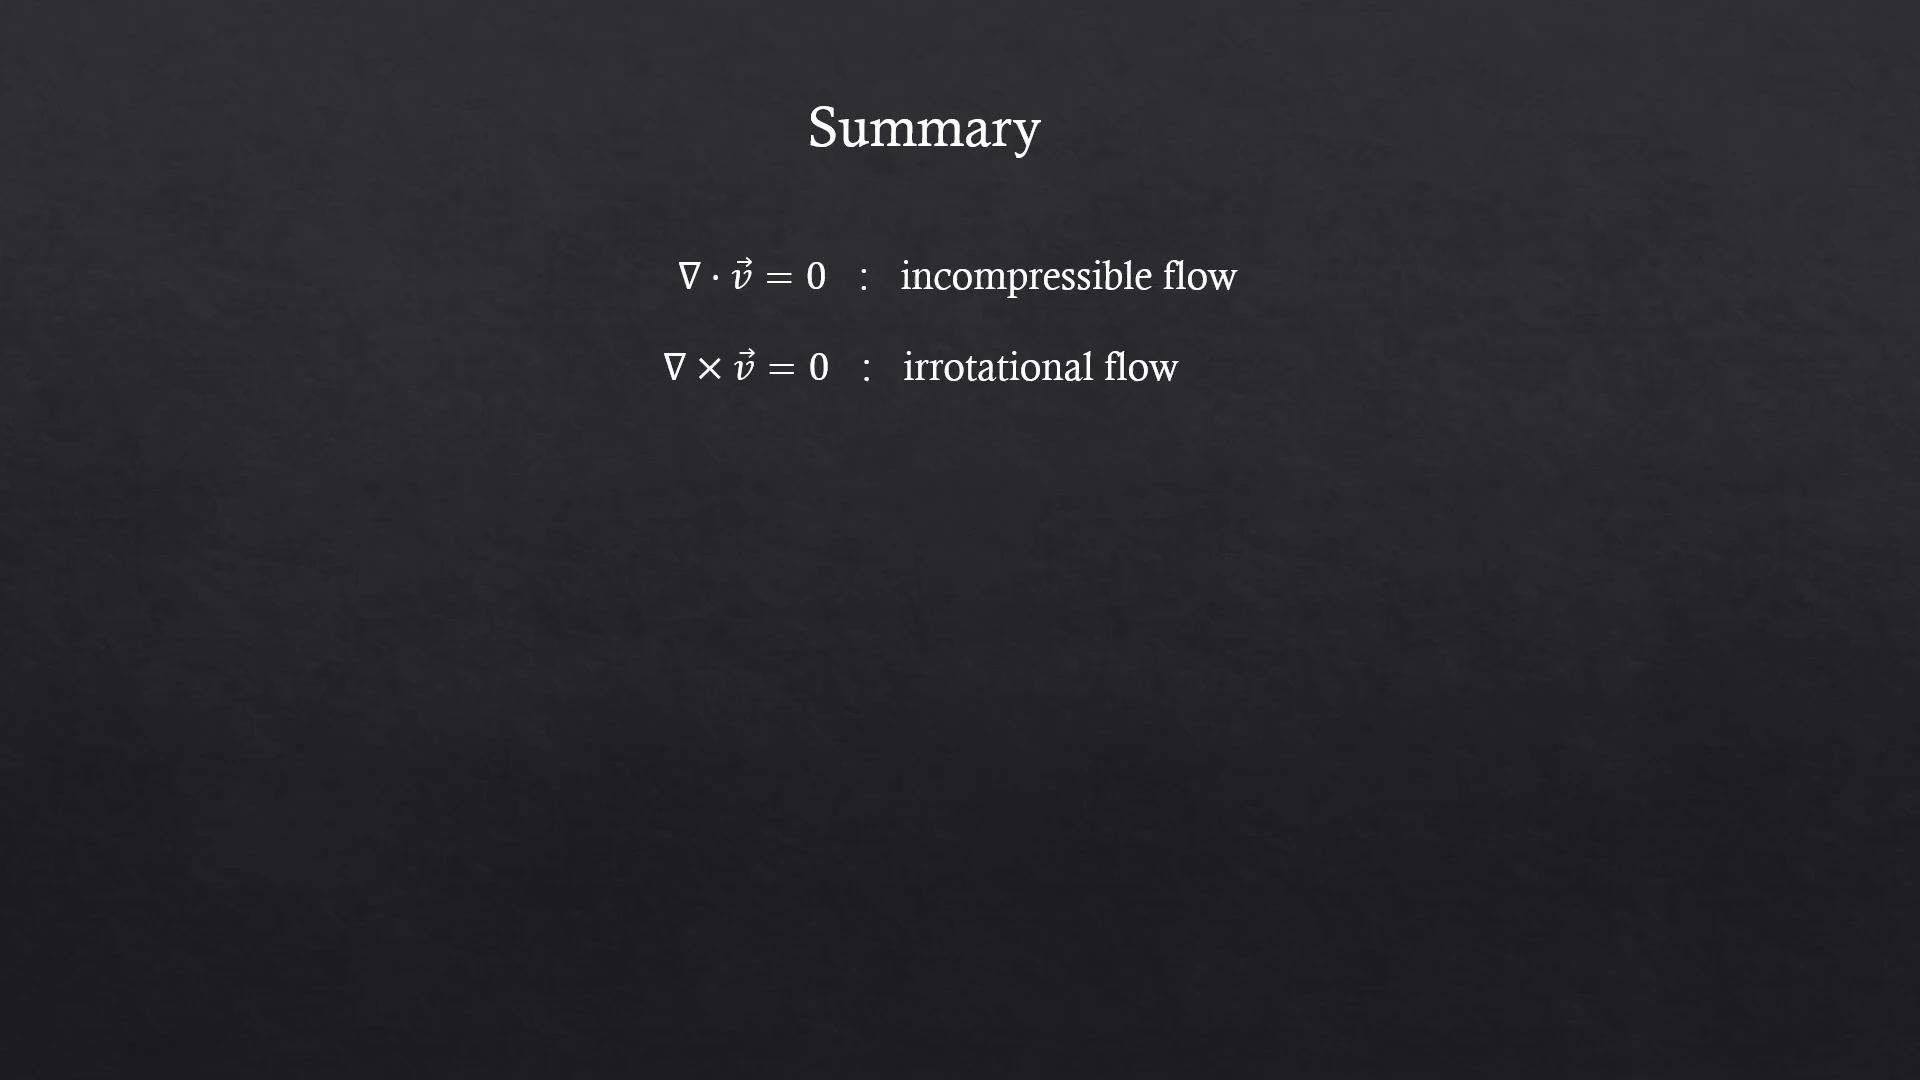 Summary
∇ · v⃗ = 0 : incompressible flow
∇ × v⃗ = 0 : irrotational flow